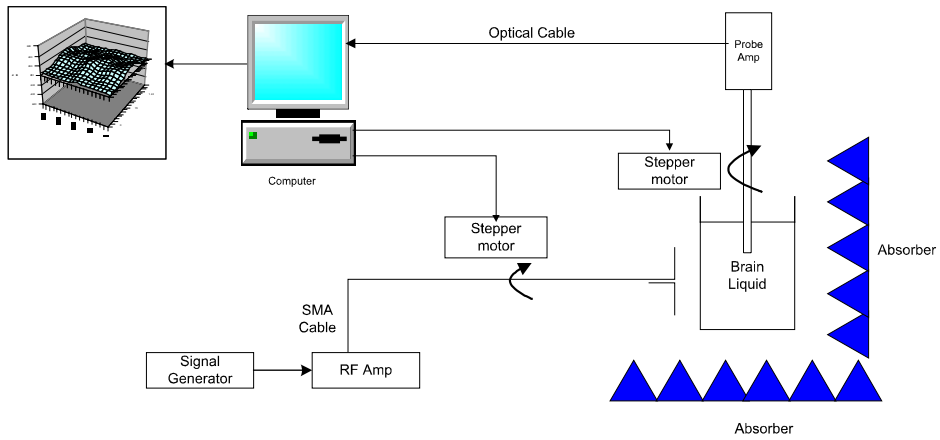 Optical Cable
Probe
Amp
Computer
Stepper
motor
Stepper
motor
Absorber
Brain
Liquid
SMA
Cable
Signal
Generator
RF Amp
Absorber